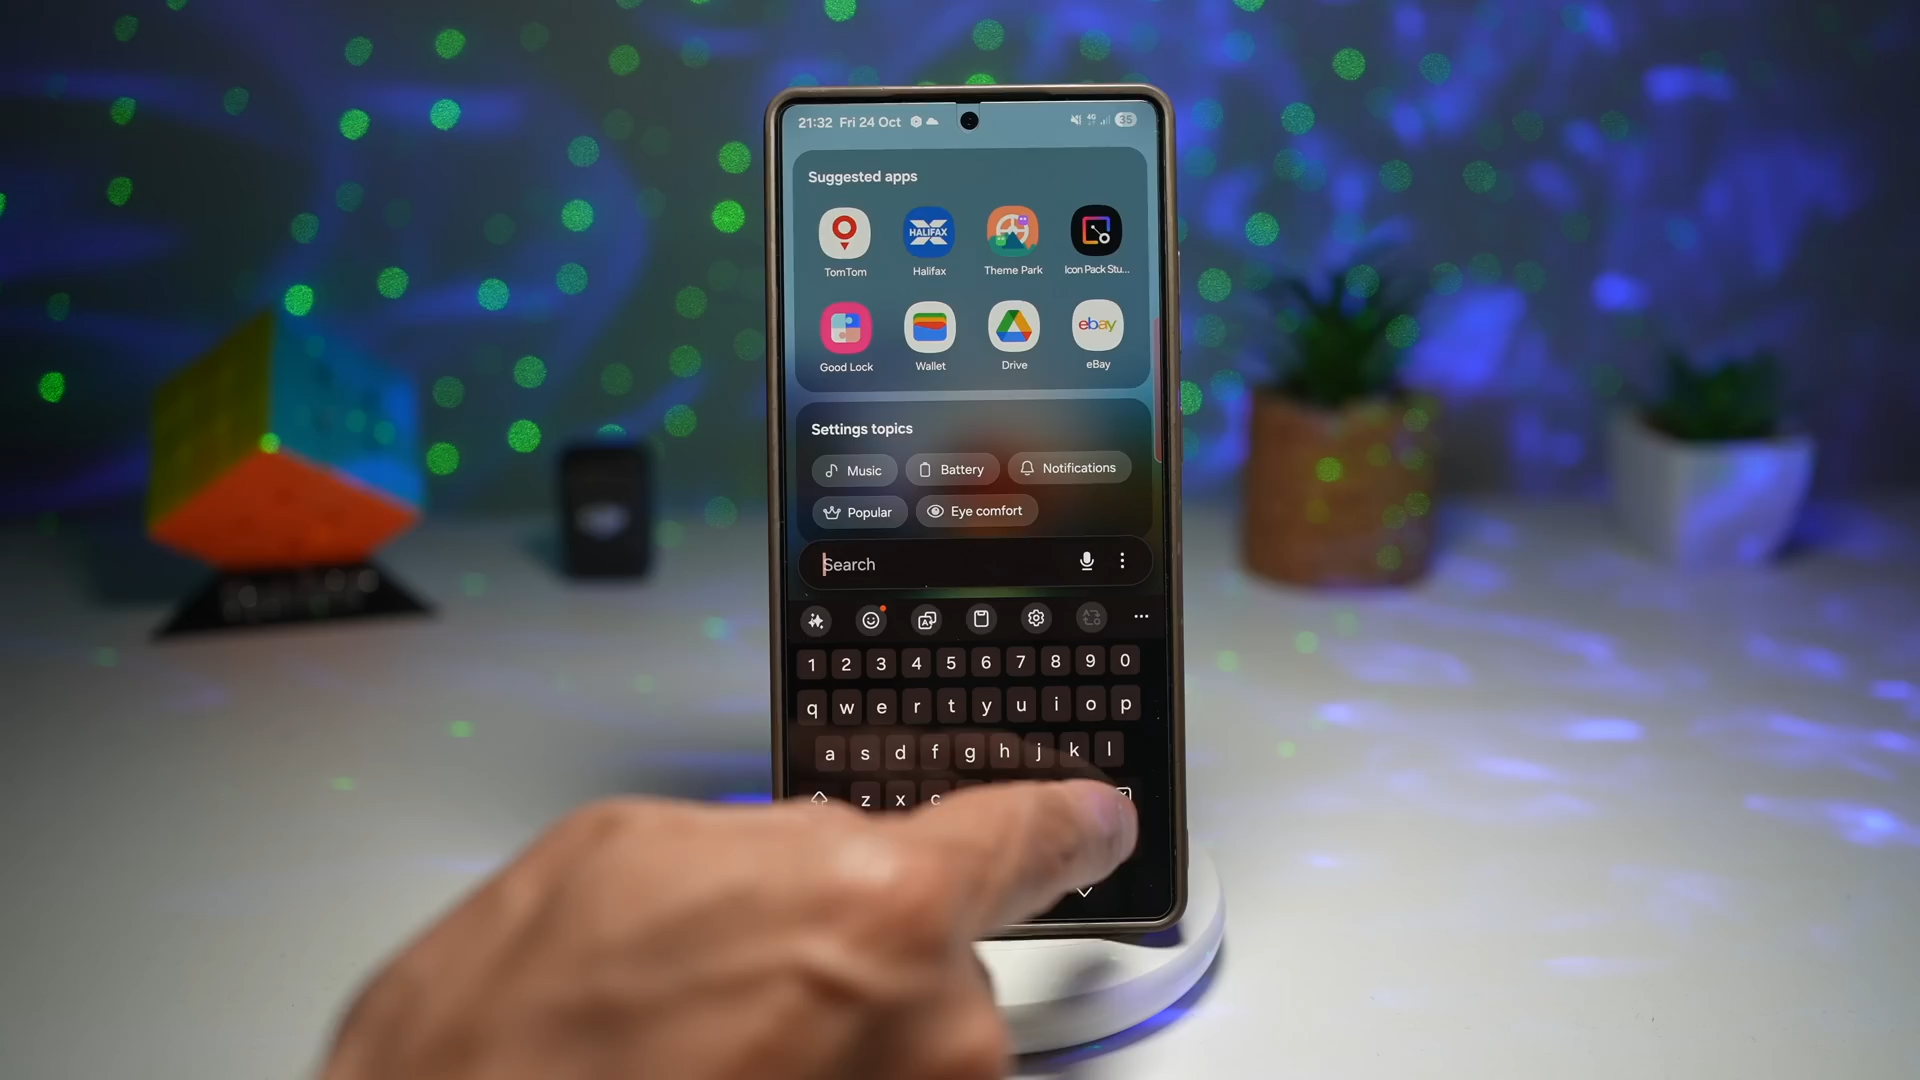 21:32 Fri 24 Oct 4G 35
Suggested apps
HALIFAX
TomTom Halifax Theme Park Icon Pack Stu...
ebay
Good Lock Wallet Drive eBay
Settings topics
Music Battery Notifications
Popular Eye comfort
Search
1 2 3 4 5 6 7 8 9 0
q w e r t y u i o p
a s d f g h j k l
z x c